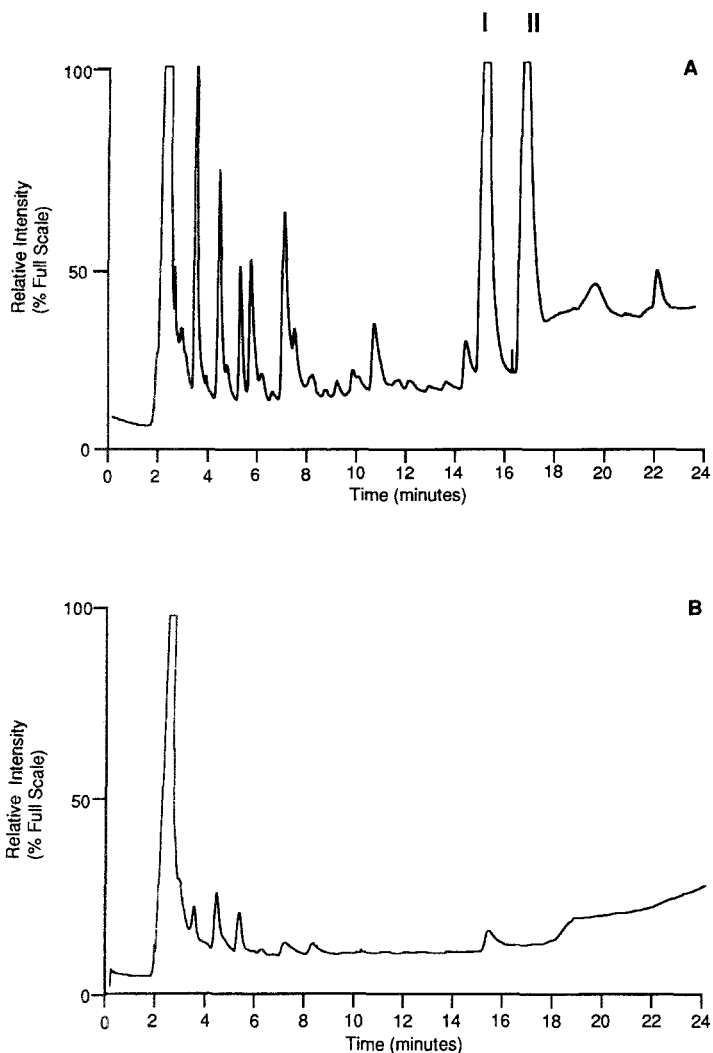 I II
A
100
50
0
Relative Intensity
(% Full Scale)
0 2 4 6 8 10 12 14 16 18 20 22 24
Time (minutes)
B
100
50
0
Relative Intensity
(% Full Scale)
0 2 4 6 8 10 12 14 16 18 20 22 24
Time (minutes)